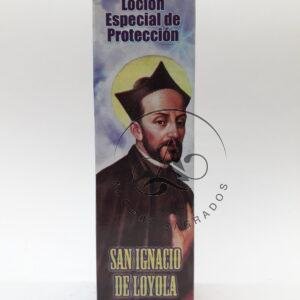 Loción
Especial de
Protección
SAN IGNACIO
DE LOYOLA